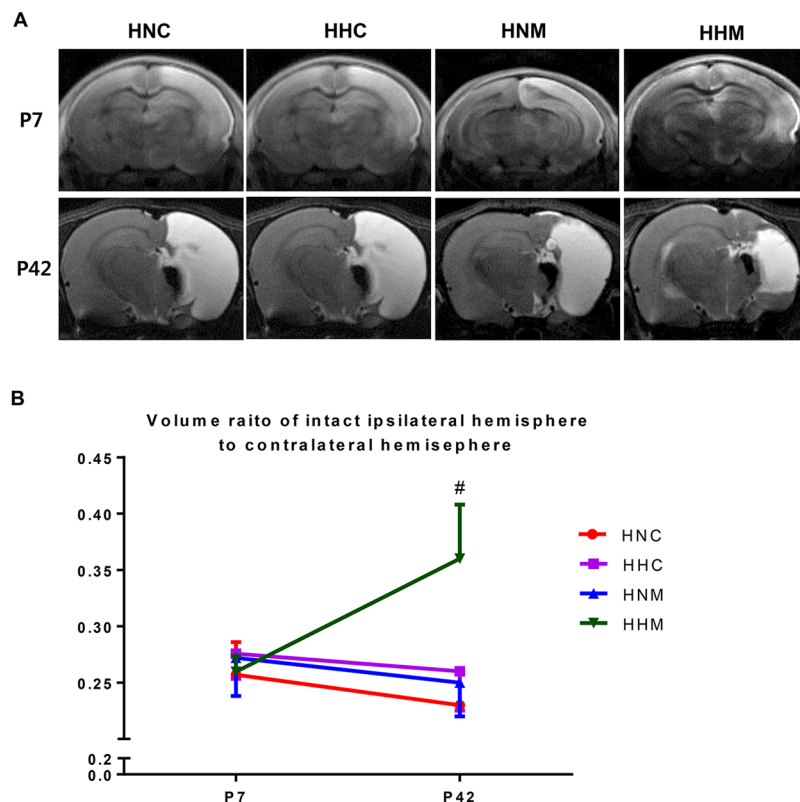 A
HNC HHC HNM HHM
P7
P42
B
Volume raito of intact ipsilateral hemisphere
to contralateral hemisephere
0.45
#
0.40
0.35
0.30
0.25
0.2
0.0
P7 P42
HNC
HHC
HNM
HHM